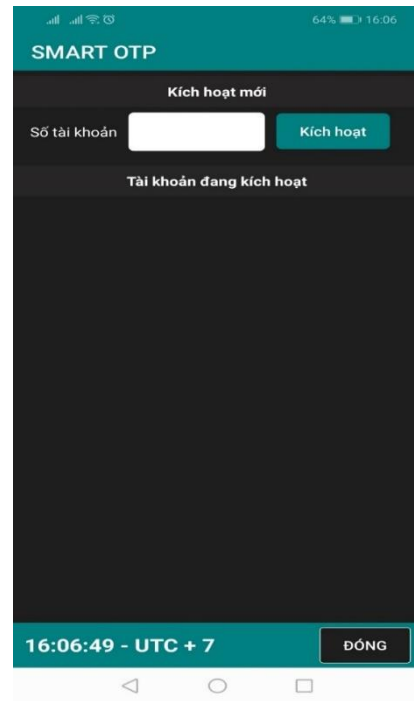 64% 16:06
SMART OTP
Kích hoạt mới
Số tài khoản
Kích hoạt
Tài khoản đang kích hoạt
16:06:49 - UTC + 7
ĐÓNG